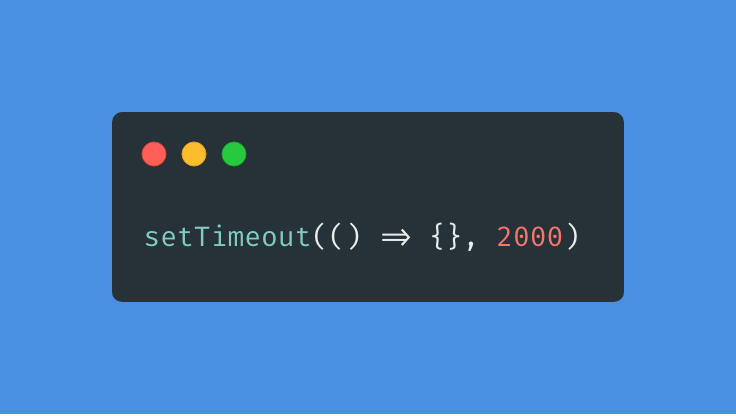 setTimeout(() => {}, 2000)